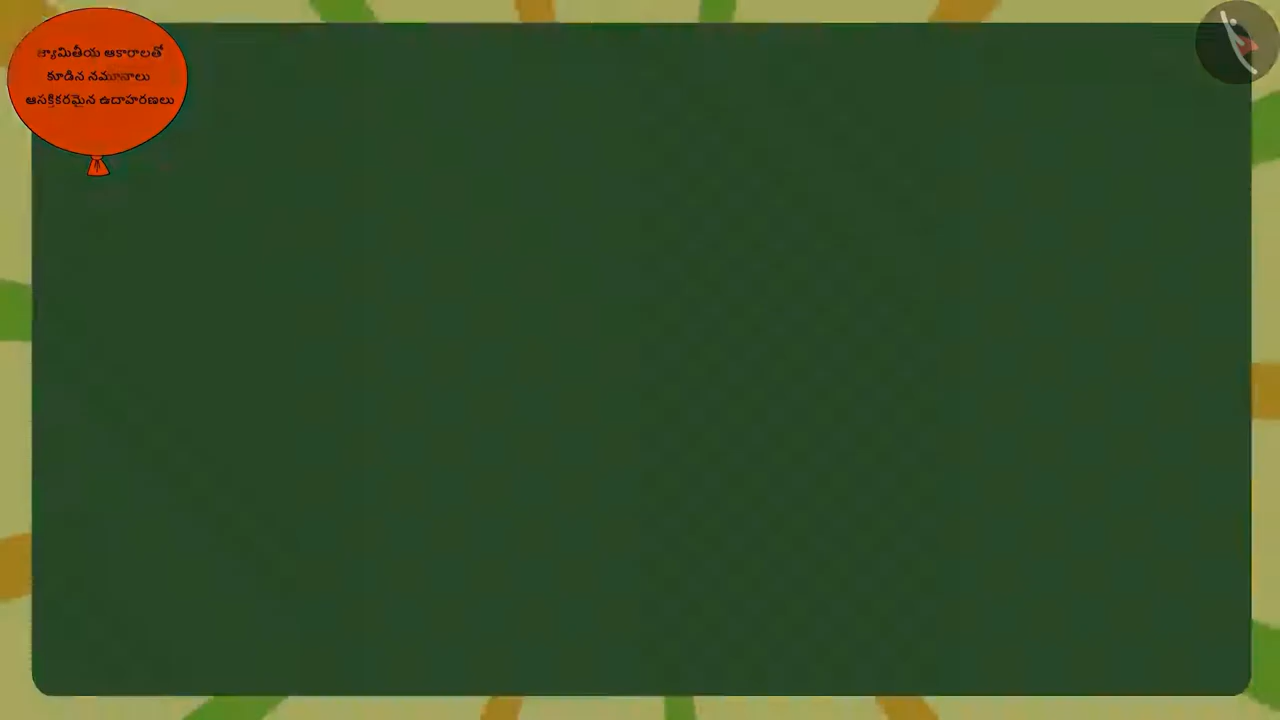 జ్యామితీయ ఆకారాలతో
కూడిన నమూనాలు
ఆసక్తికరమైన ఉదాహరణలు